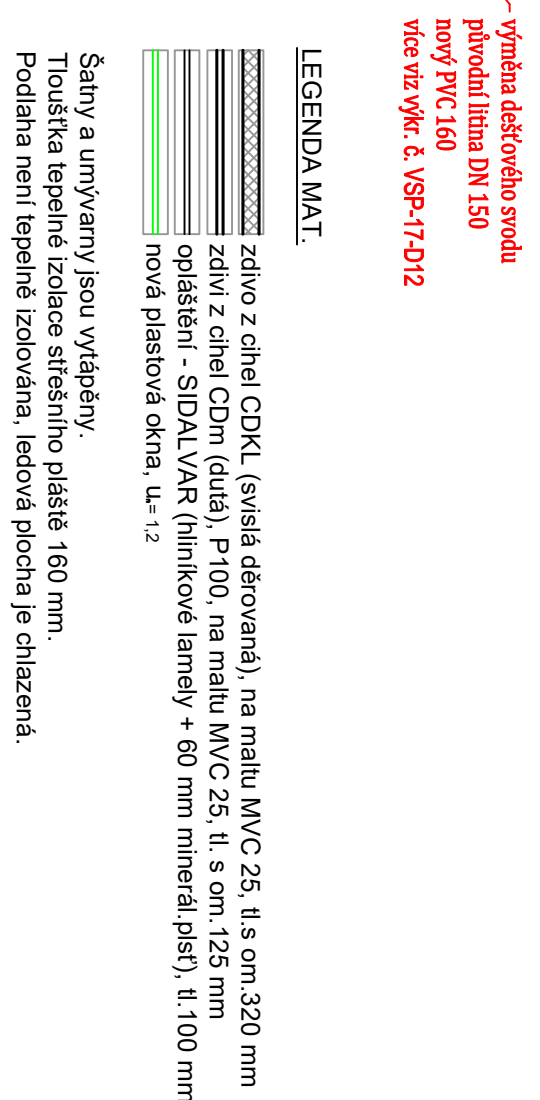 výměna dešťového svodu
původní litina DN 150
nový PVC 160
více viz výkr. č. VSP-17-D12
LEGENDA MAT.
zdivo z cihel CDKL (svislá děrovaná), na maltu MVC 25, tl.s om.320 mm
zdivi z cihel CDm (dutá), P100, na maltu MVC 25, tl. s om.125 mm
opláštění - SIDALVAR (hliníkové lamely + 60 mm minerál.plsť), tl.100 mm
nová plastová okna, un= 1,2
Šatny a umývarny jsou vytápěny.
Tloušťka tepelné izolace střešního pláště 160 mm.
Podlaha není tepelně izolována, ledová plocha je chlazená.